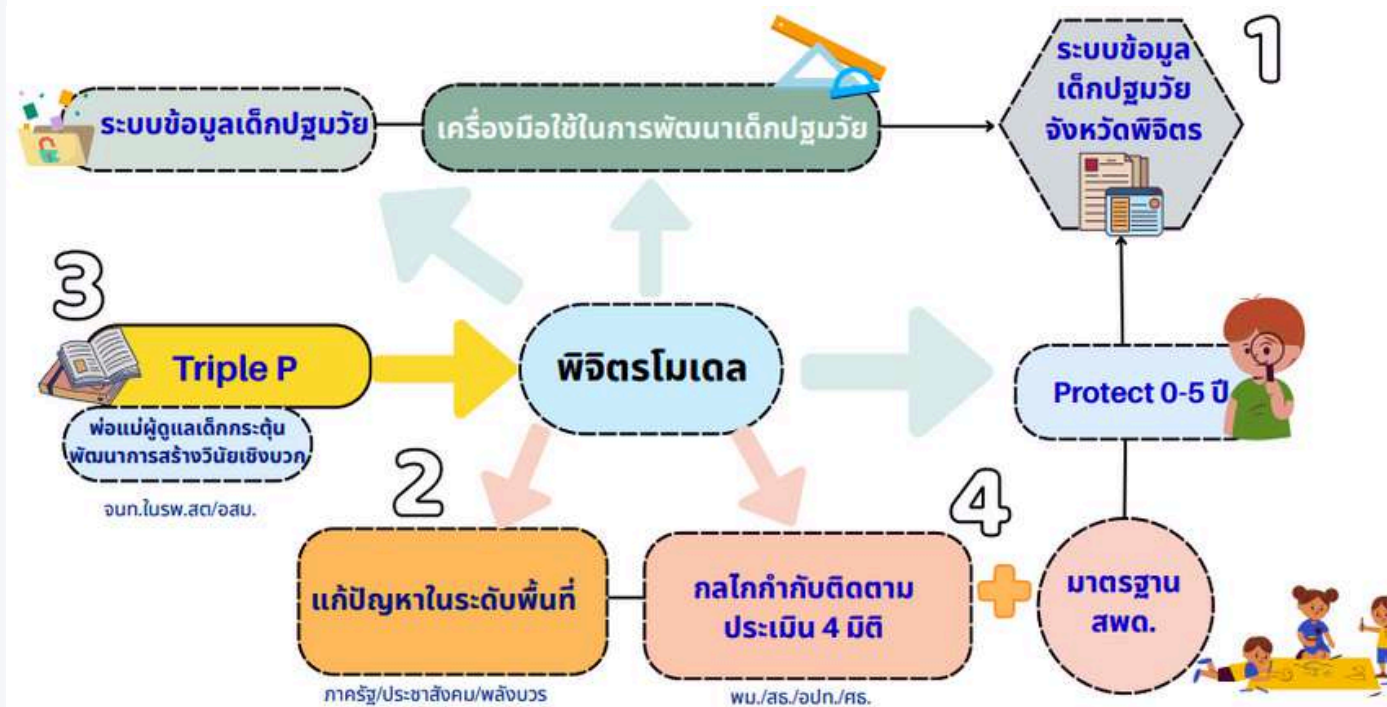 ระบบข้อมูลเด็กปฐมวัย
เครื่องมือใช้ในการพัฒนาเด็กปฐมวัย
ระบบข้อมูล
เด็กปฐมวัย
จังหวัดพิจิตร
1
3
Triple P
พ่อแม่ผู้ดูแลเด็กกระตุ้น
พัฒนาการสร้างวินัยเชิงบวก
จนท.ในรพ.สต/อสม.
พิจิตรโมเดล
Protect 0-5 ปี
2
แก้ปัญหาในระดับพื้นที่
ภาครัฐ/ประชาสังคม/พลังบวร
4
กลไกกำกับติดตาม
ประเมิน 4 มิติ
พม./สธ./อปท./ศธ.
มาตรฐาน
สพด.